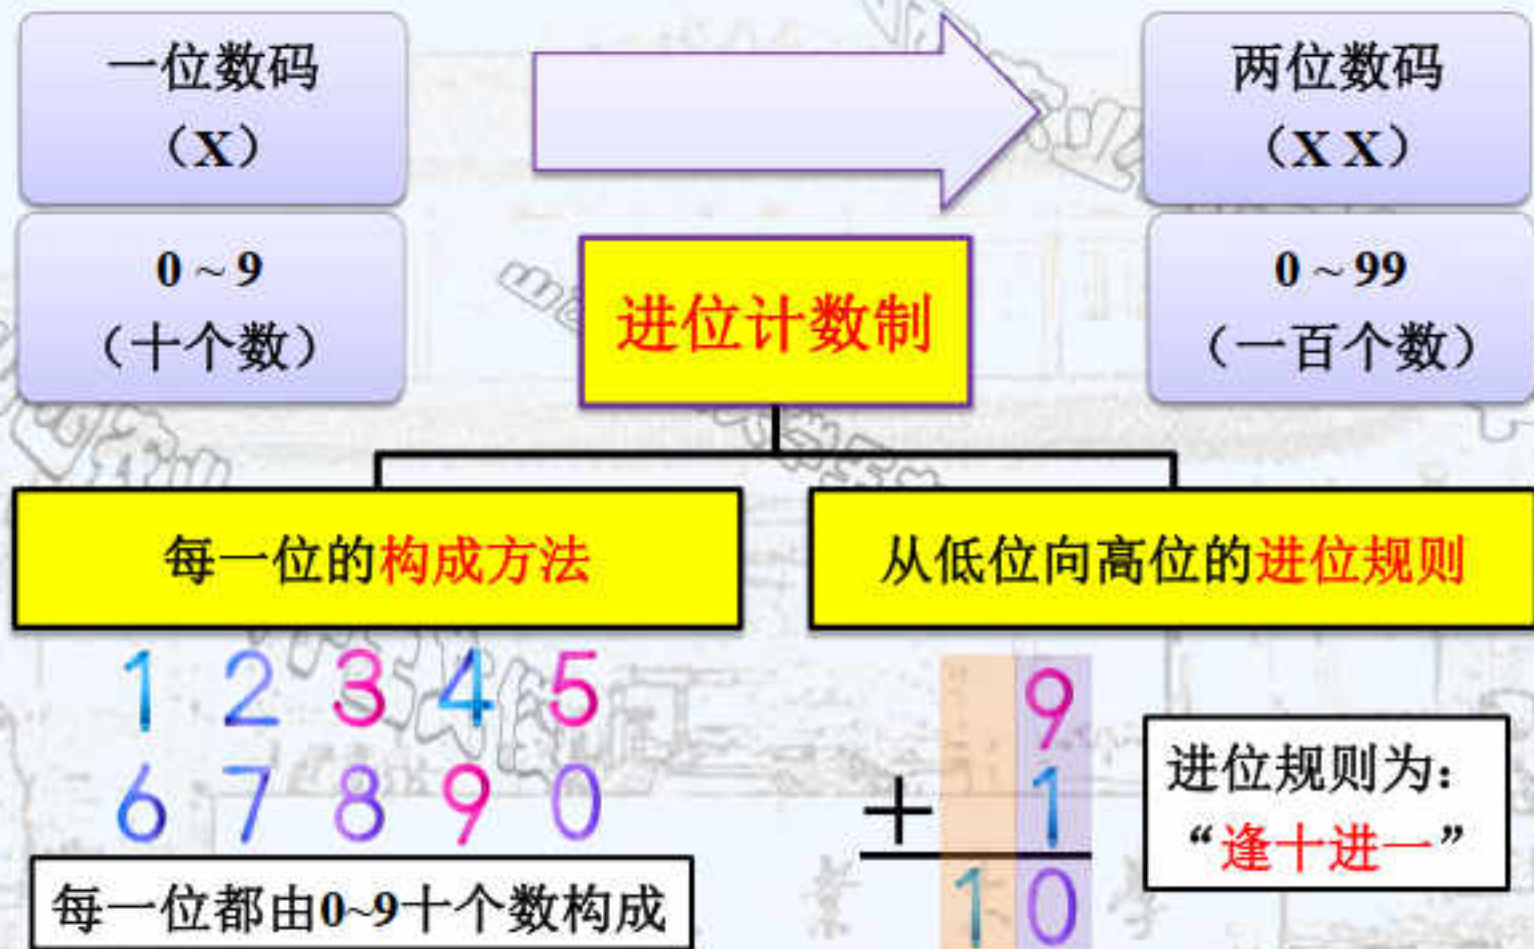 一位数码
（X）
两位数码
（X X）
0 ~ 9
（十个数）
进位计数制
0 ~ 99
（一百个数）
每一位的构成方法
从低位向高位的进位规则
1 2 3 4 5
6 7 8 9 0
每一位都由0~9十个数构成
9
+ 1
1 0
进位规则为：
“逢十进一”